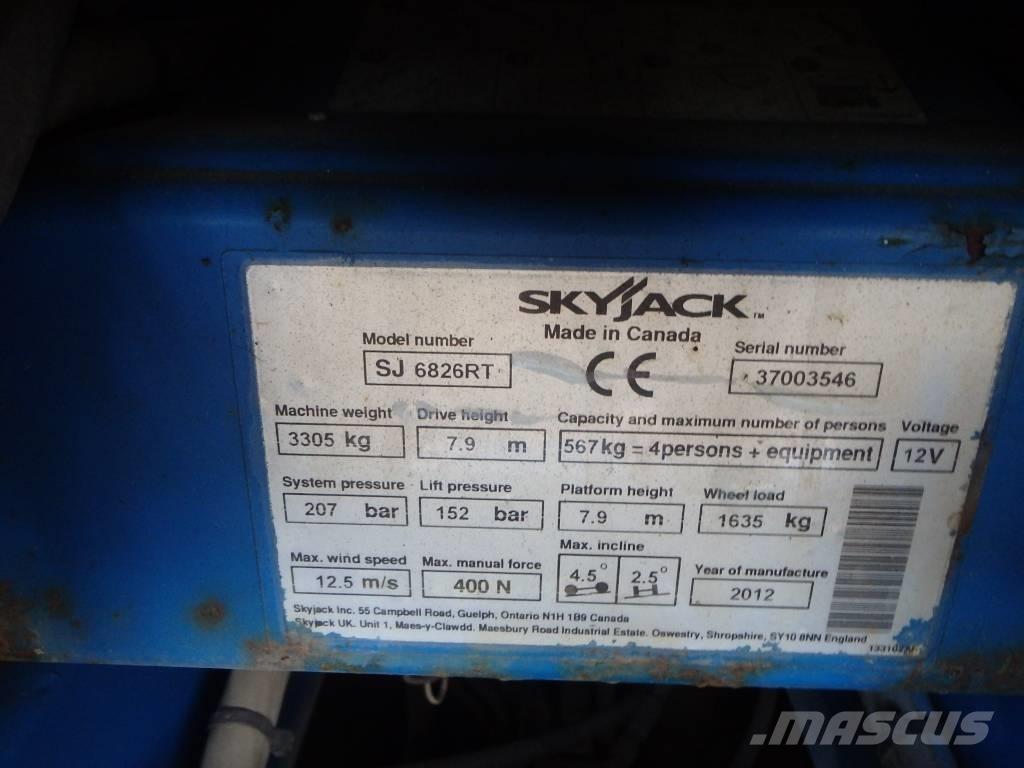 SKYJACK™
Made in Canada
Model number
SJ 6826RT
CE
Serial number
37003546
Machine weight
3305 kg
Drive height
7.9 m
Capacity and maximum number of persons
567kg = 4persons + equipment
Voltage
12V
System pressure
207 bar
Lift pressure
152 bar
Platform height
7.9 m
Wheel load
1635 kg
Max. wind speed
12.5 m/s
Max. manual force
400 N
Max. incline
4.5°
2.5°
Year of manufacture
2012
Skyjack Inc. 55 Campbell Road, Guelph, Ontario N1H 1B9 Canada
Skyjack UK. Unit 1, Maes-y-Clawdd. Maesbury Road Industrial Estate. Oswestry, Shropshire, SY10 8NN England
MASCUS